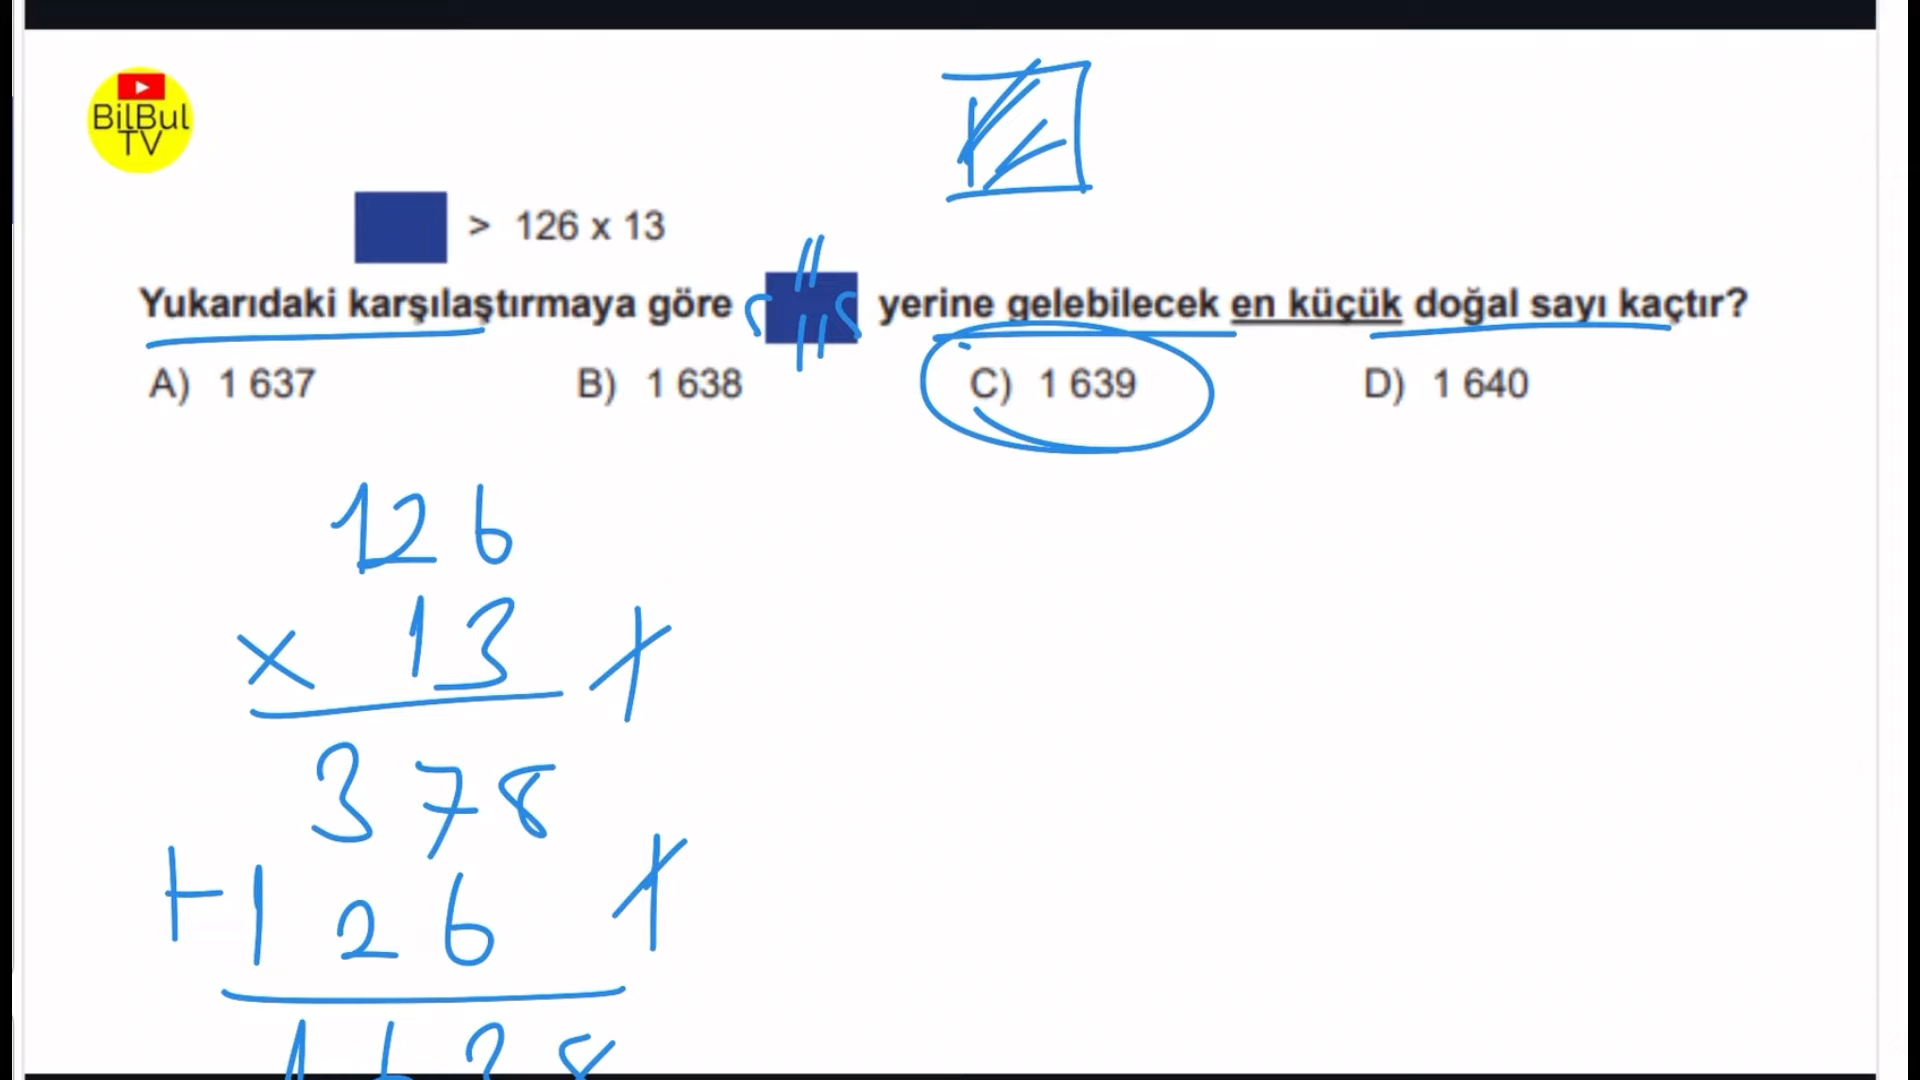 BilBul
TV
> 126 x 13
Yukarıdaki karşılaştırmaya göre yerine gelebilecek en küçük doğal sayı kaçtır?
A) 1 637 B) 1 638 C) 1 639 D) 1 640
126
x 13
378
+126
1638